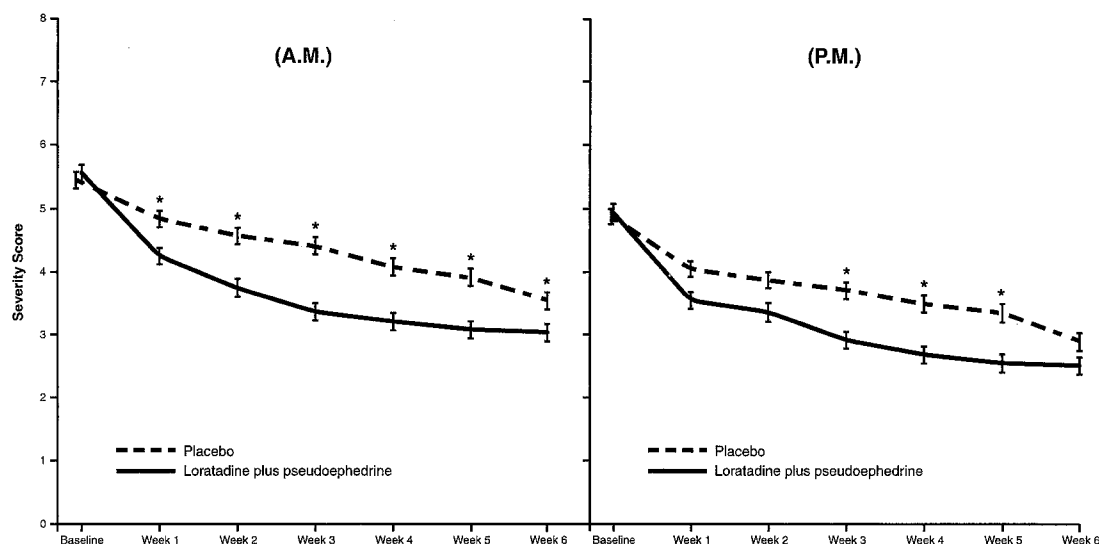 (A.M.)
(P.M.)
Severity Score
8
7
6
5
4
3
2
1
0
*
*
*
*
*
*
*
*
*
Placebo
Loratadine plus pseudoephedrine
Placebo
Loratadine plus pseudoephedrine
Baseline Week 1 Week 2 Week 3 Week 4 Week 5 Week 6
Baseline Week 1 Week 2 Week 3 Week 4 Week 5 Week 6